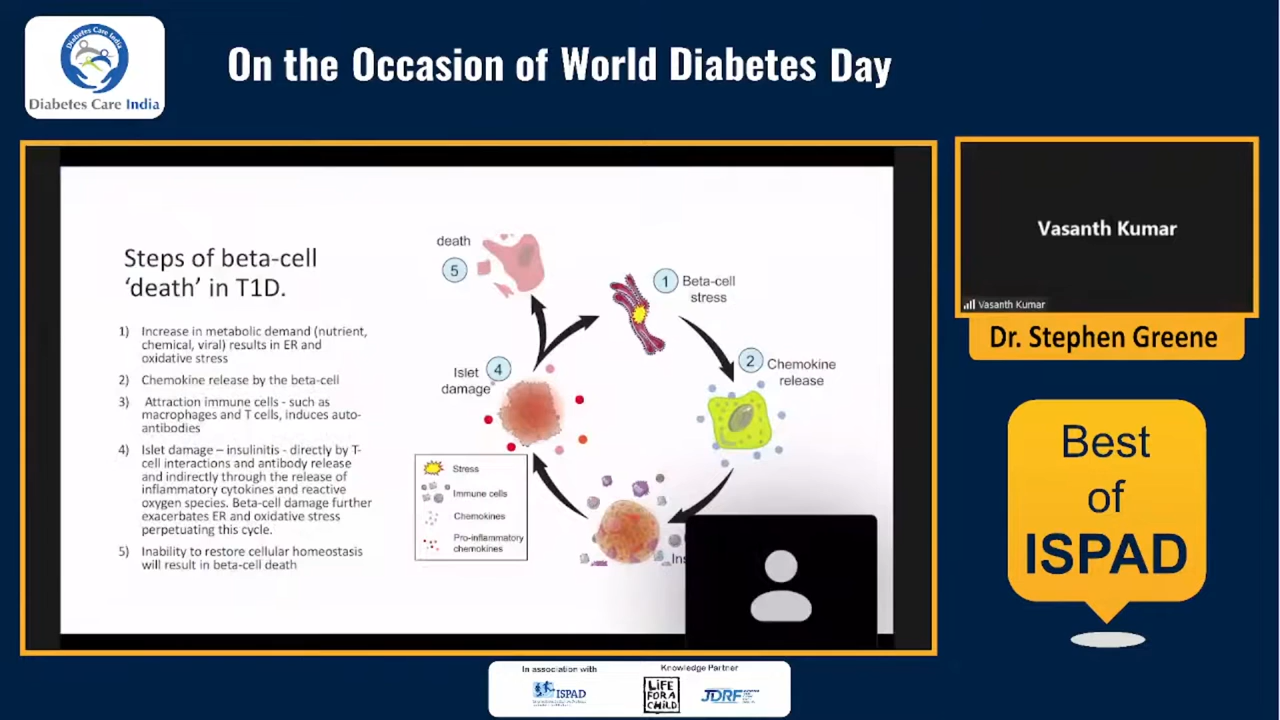 Diabetes Care India
Diabetes Care India
On the Occasion of World Diabetes Day
Steps of beta-cell
‘death’ in T1D.
1) Increase in metabolic demand (nutrient,
chemical, viral) results in ER and
oxidative stress
2) Chemokine release by the beta-cell
3) Attraction immune cells - such as
macrophages and T cells, induces auto-
antibodies
4) Islet damage – insulinitis - directly by T-
cell interactions and antibody release
and indirectly through the release of
inflammatory cytokines and reactive
oxygen species. Beta-cell damage further
exacerbates ER and oxidative stress
perpetuating this cycle.
5) Inability to restore cellular homeostasis
will result in beta-cell death
death
5
1 Beta-cell
stress
2 Chemokine
release
Islet 4
damage
Ins
Stress
Immune cells
Chemokines
Pro-inflammatory
chemokines
Vasanth Kumar
Vasanth Kumar
Dr. Stephen Greene
Best
of
ISPAD
In association with
ISPAD
Knowledge Partner
LiFE
FOR A
CHiLD
JDRF